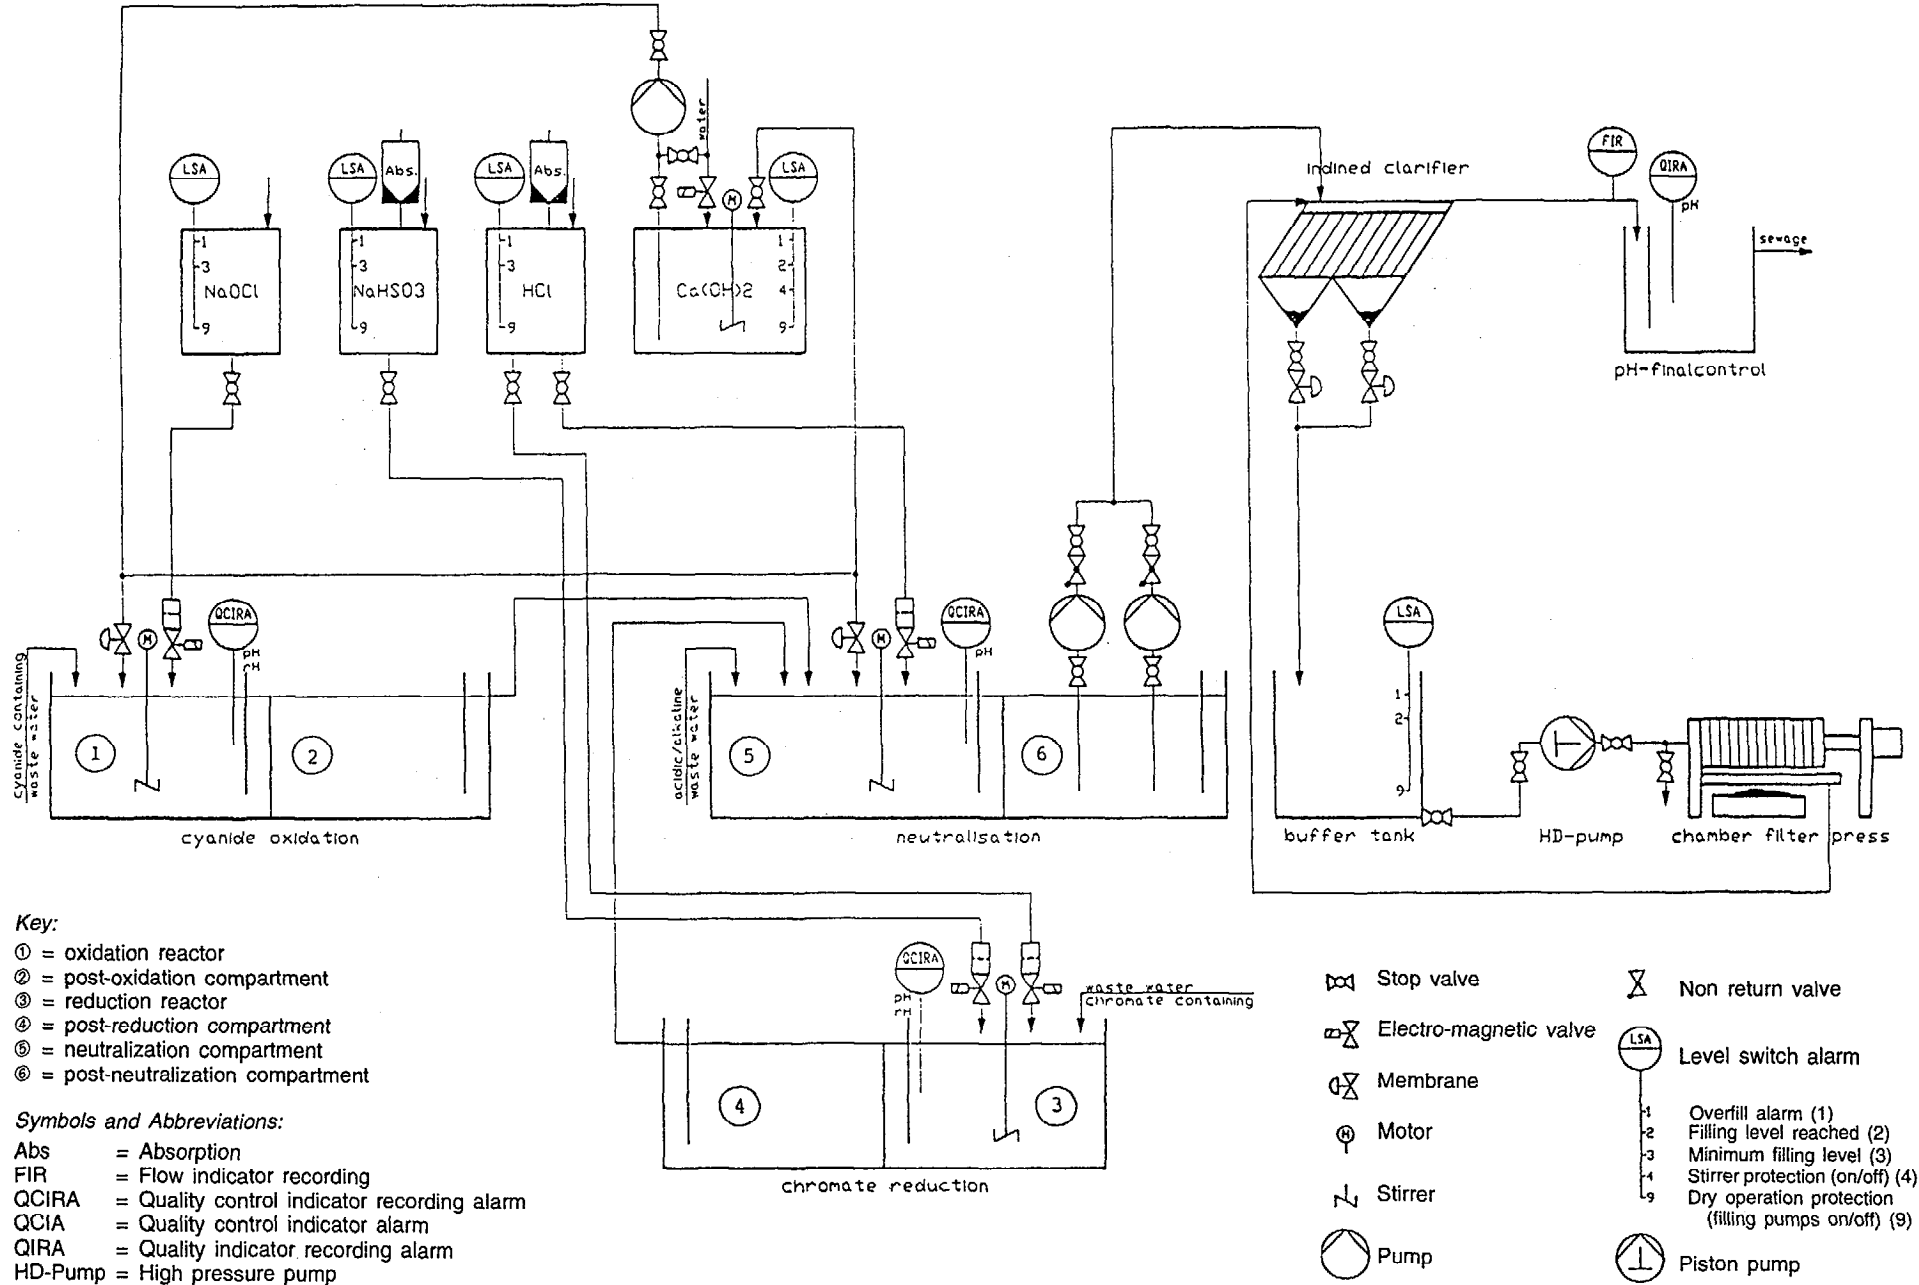 water
LSA
LSA
Abs.
LSA
Abs.
M
LSA
1
3
NaOCl
9
1
3
NaHSO3
9
1
3
HCl
9
Ca(OH)2
1
2
4
9
indined clarifier
FIR
QIRA
pH
sewage
pH-finalcontrol
cyanide containing
waste water
M
QCIRA
pH
rH
1
2
cyanide oxidation
acidic/alkaline
waste water
M
QCIRA
pH
5
6
neutralisation
LSA
1
2
9
buffer tank
HD-pump
chamber filter press
QCIRA
pH
rH
M
waste water
chromate containing
4
3
chromate reduction
Key:
① = oxidation reactor
② = post-oxidation compartment
③ = reduction reactor
④ = post-reduction compartment
⑤ = neutralization compartment
⑥ = post-neutralization compartment
Symbols and Abbreviations:
Abs = Absorption
FIR = Flow indicator recording
QCIRA = Quality control indicator recording alarm
QCIA = Quality control indicator alarm
QIRA = Quality indicator recording alarm
HD-Pump = High pressure pump
Stop valve
Electro-magnetic valve
Membrane
M Motor
Stirrer
Pump
Non return valve
LSA
Level switch alarm
1 Overfill alarm (1)
2 Filling level reached (2)
3 Minimum filling level (3)
4 Stirrer protection (on/off) (4)
9 Dry operation protection
(filling pumps on/off) (9)
Piston pump